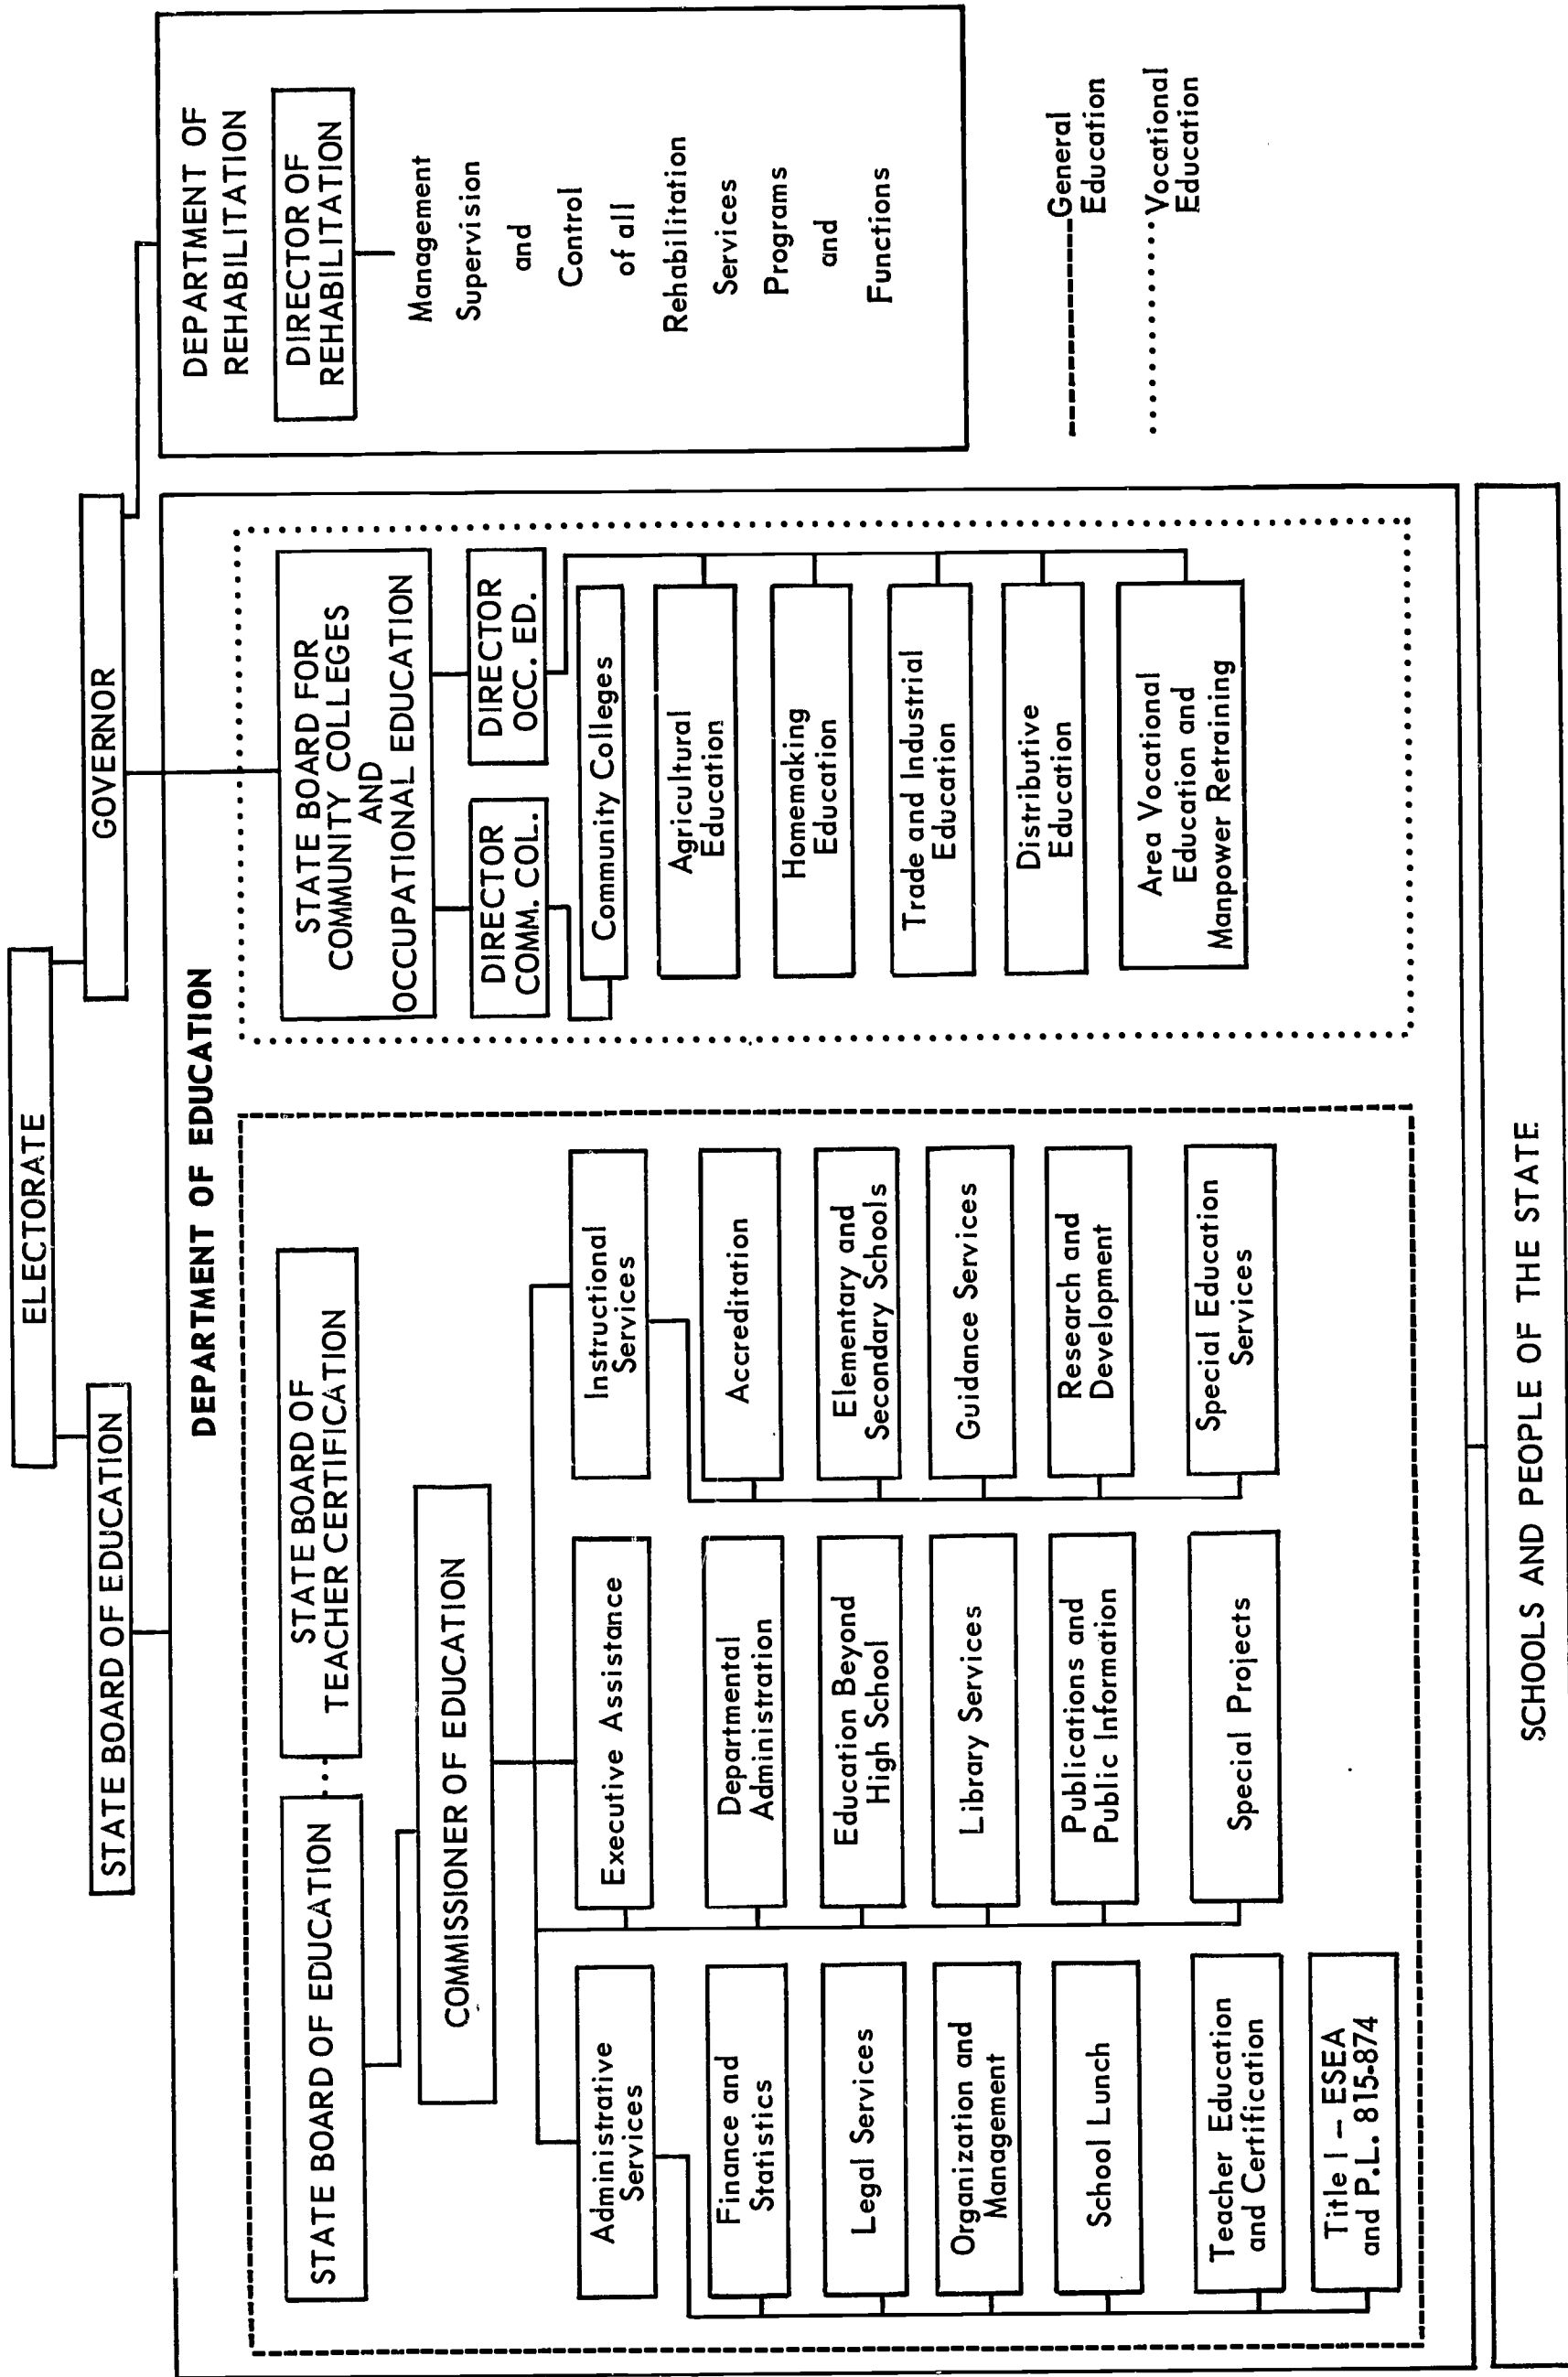 ELECTORATE
STATE BOARD OF EDUCATION
GOVERNOR
DEPARTMENT OF EDUCATION
STATE BOARD OF EDUCATION
STATE BOARD OF
TEACHER CERTIFICATION
COMMISSIONER OF EDUCATION
Administrative
Services
Finance and
Statistics
Legal Services
Organization and
Management
School Lunch
Teacher Education
and Certification
Title I — ESEA
and P.L. 815-874
Executive Assistance
Departmental
Administration
Education Beyond
High School
Library Services
Publications and
Public Information
Special Projects
Instructional
Services
Accreditation
Elementary and
Secondary Schools
Guidance Services
Research and
Development
Special Education
Services
STATE BOARD FOR
COMMUNITY COLLEGES
AND
OCCUPATIONAL EDUCATION
DIRECTOR
COMM. COL.
DIRECTOR
OCC. ED.
Community Colleges
Agricultural
Education
Homemaking
Education
Trade and Industrial
Education
Distributive
Education
Area Vocational
Education and
Manpower Retraining
DEPARTMENT OF
REHABILITATION
DIRECTOR OF
REHABILITATION
Management
Supervision
and
Control
of all
Rehabilitation
Services
Programs
and
Functions
General
Education
Vocational
Education
SCHOOLS AND PEOPLE OF THE STATE